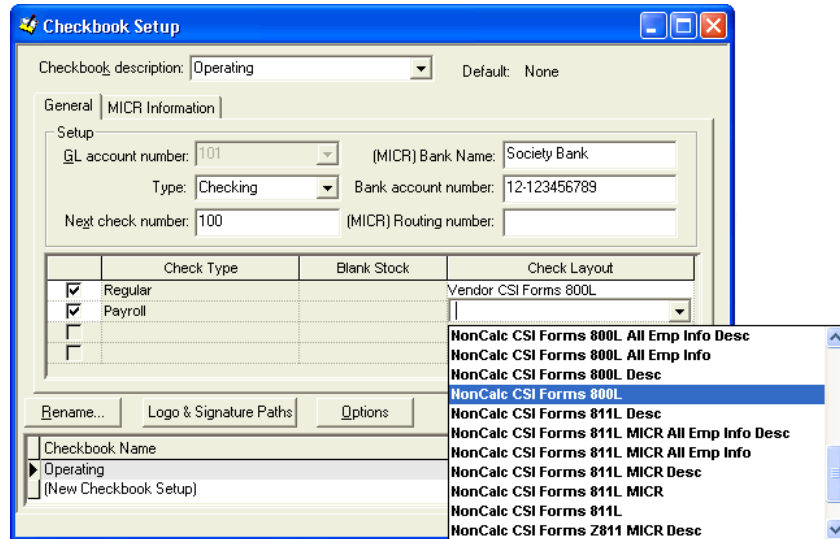 Checkbook Setup
Checkbook description: Operating Default: None
General MICR Information
Setup
GL account number: 101 (MICR) Bank Name: Society Bank
Type: Checking Bank account number: 12-123456789
Next check number: 100 (MICR) Routing number:
Check Type Blank Stock Check Layout
Regular Vendor CSI Forms 800L
Payroll
NonCalc CSI Forms 800L All Emp Info Desc
NonCalc CSI Forms 800L All Emp Info
NonCalc CSI Forms 800L Desc
NonCalc CSI Forms 800L
NonCalc CSI Forms 811L Desc
NonCalc CSI Forms 811L MICR All Emp Info Desc
NonCalc CSI Forms 811L MICR All Emp Info
NonCalc CSI Forms 811L MICR Desc
NonCalc CSI Forms 811L MICR
NonCalc CSI Forms 811L
NonCalc CSI Forms Z811 MICR Desc
Rename... Logo & Signature Paths Options
Checkbook Name
Operating
(New Checkbook Setup)